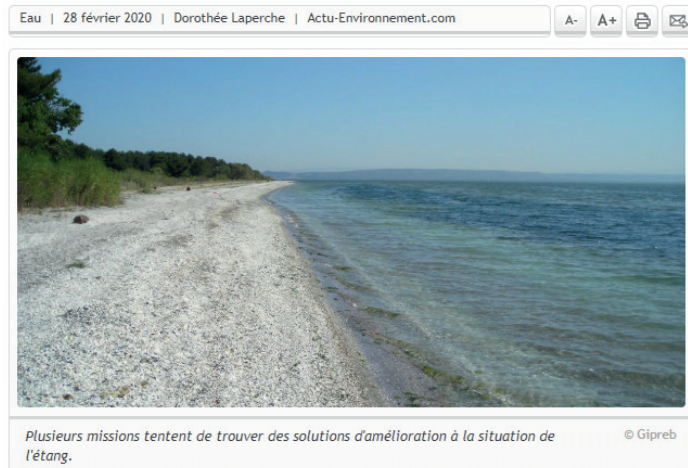 Eau | 28 février 2020 | Dorothée Laperche | Actu-Environnement.com
A- A+
Plusieurs missions tentent de trouver des solutions d'amélioration à la situation de
l'étang.
© Gipreb